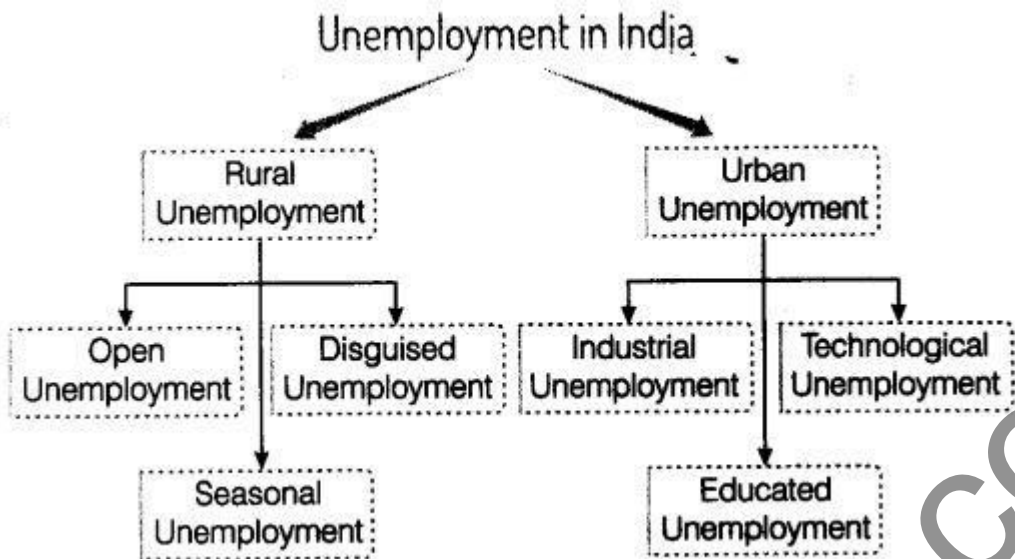 Unemployment in India
Rural
Unemployment
Urban
Unemployment
Open
Unemployment
Disguised
Unemployment
Industrial
Unemployment
Technological
Unemployment
Seasonal
Unemployment
Educated
Unemployment